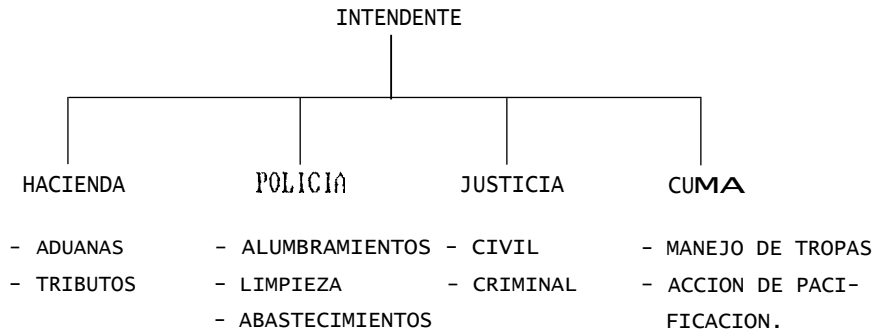 INTENDENTE
HACIENDA POLICIA JUSTICIA CUMA
- ADUANAS - ALUMBRAMIENTOS - CIVIL - MANEJO DE TROPAS
- TRIBUTOS - LIMPIEZA - CRIMINAL - ACCION DE PACI-
- ABASTECIMIENTOS FICACION.